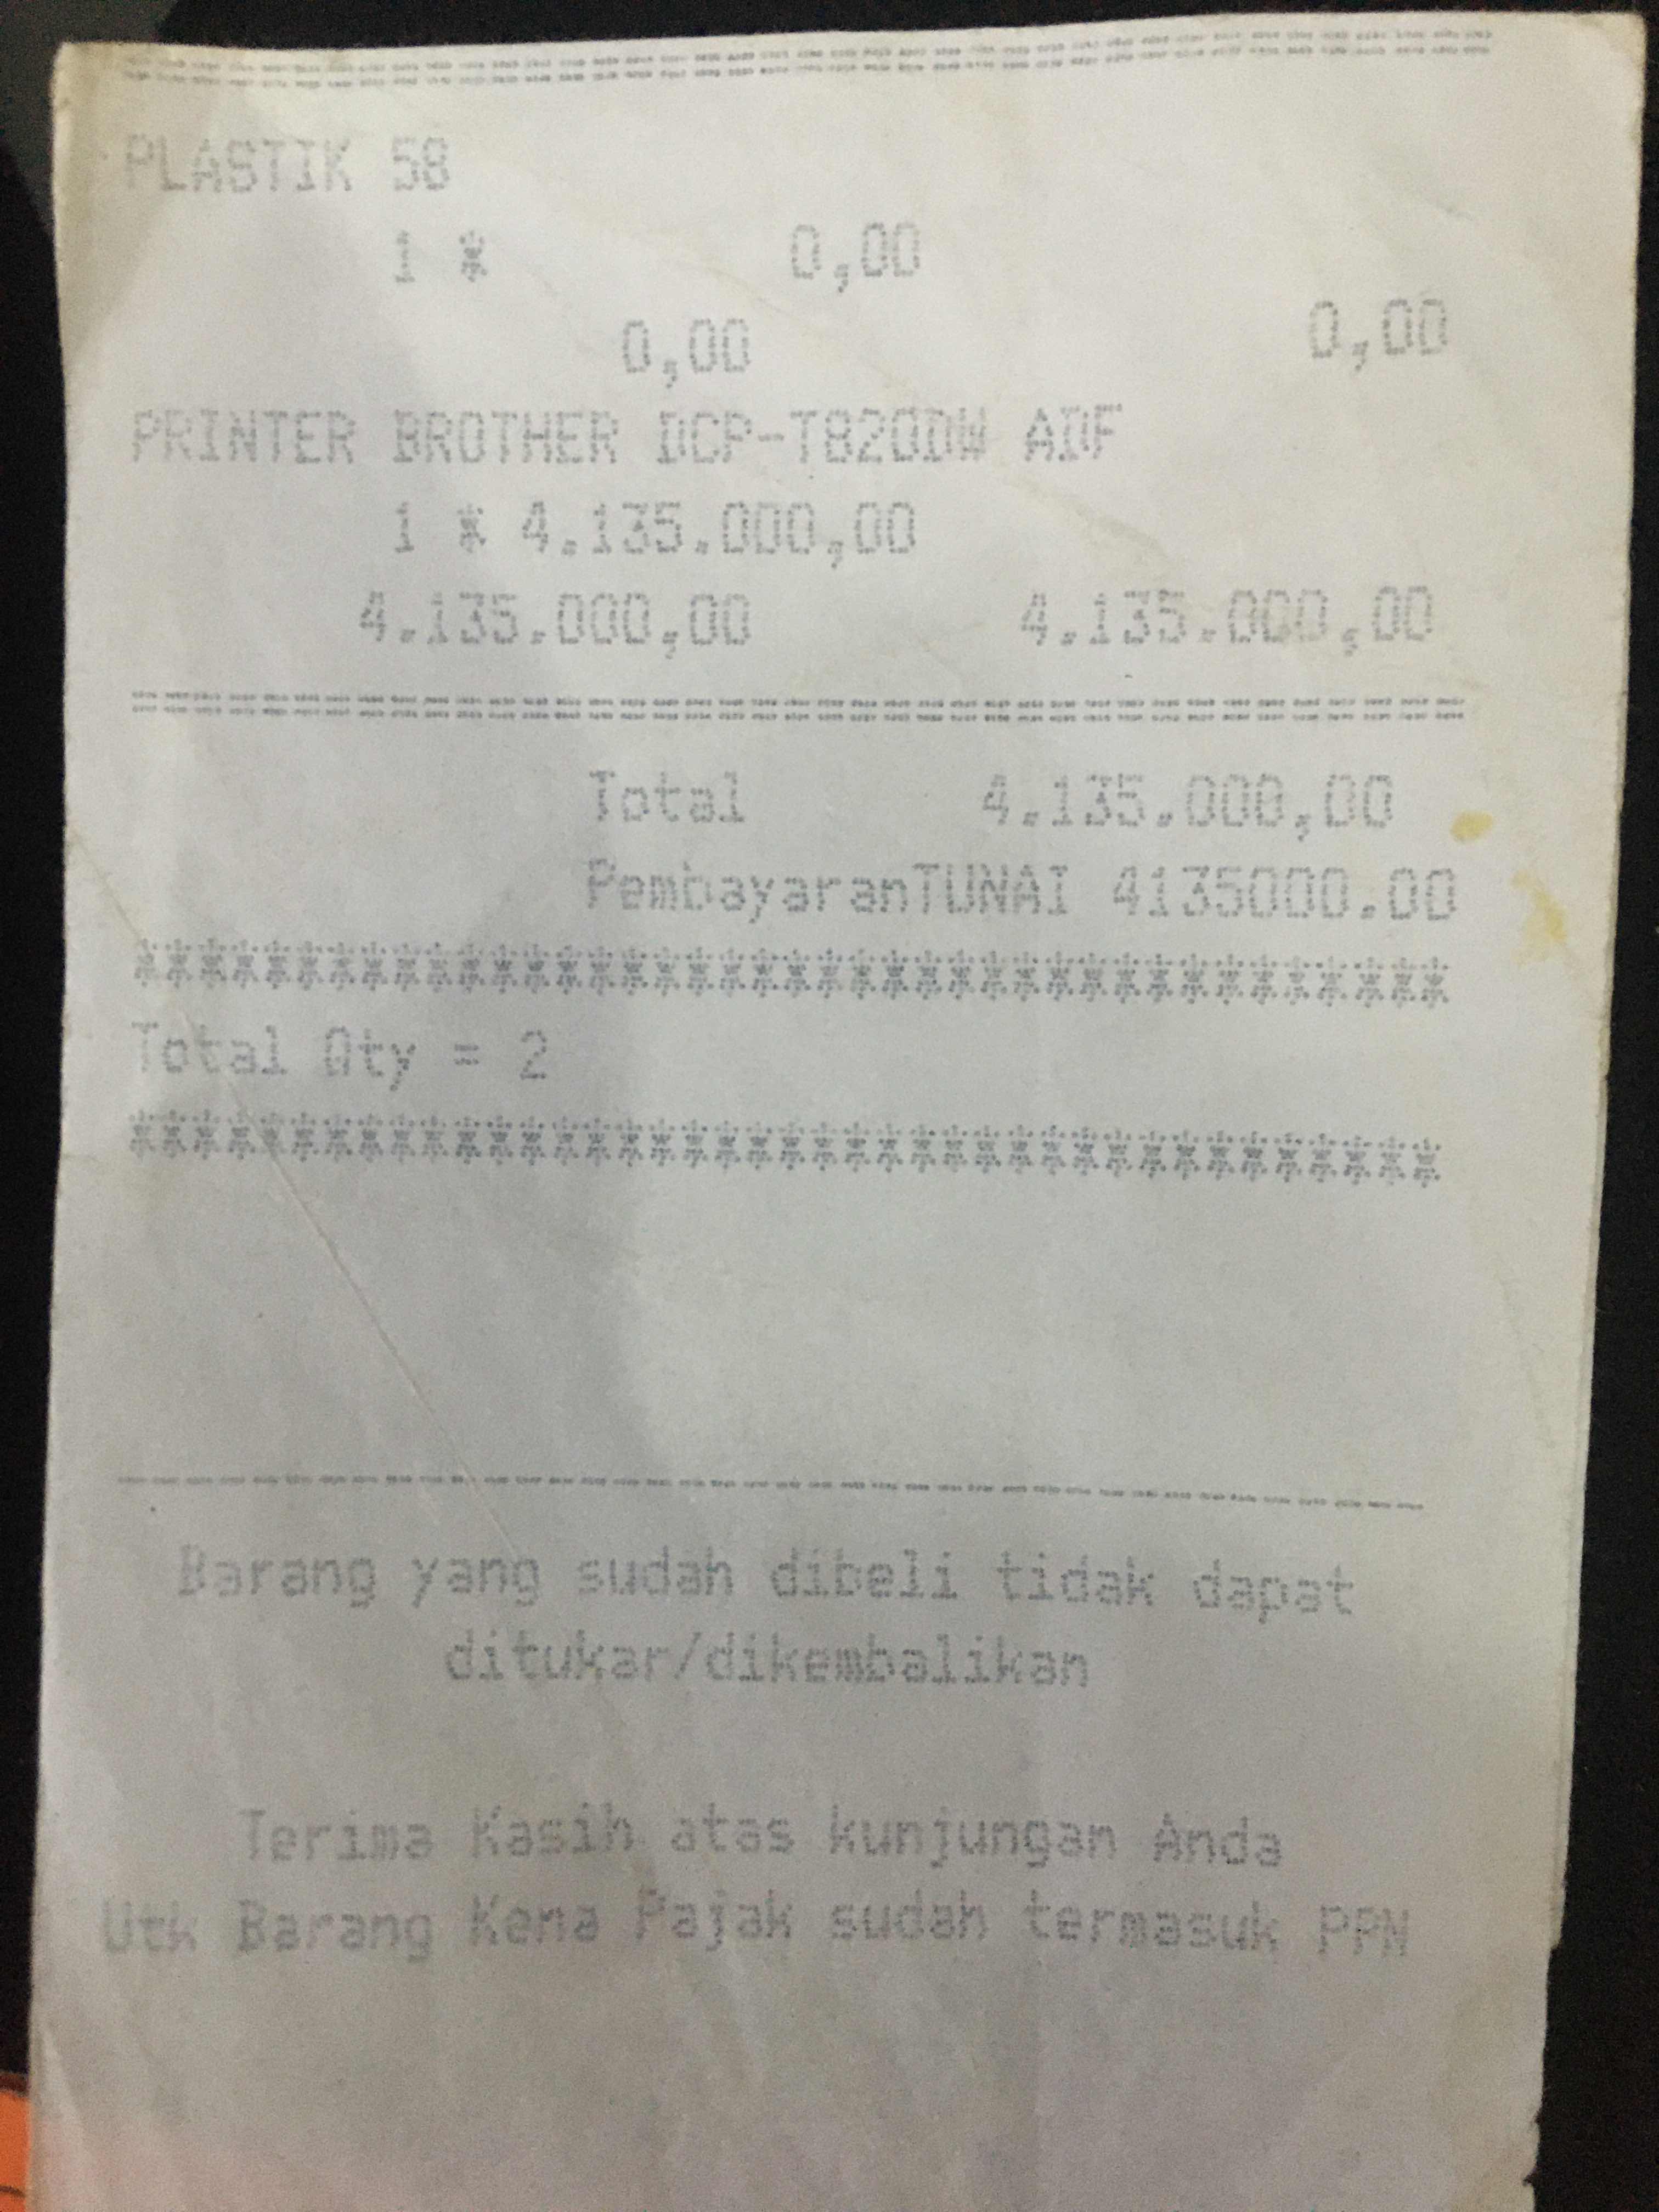 PLASTIK 58
1 * 0,00
0,00 0,00
PRINTER BROTHER DCP-T820DW ADF
1 * 4.135.000,00
4.135.000,00 4.135.000,00
Total 4.135.000,00
PembayaranTUNAI 4135000.00
****************************************
Total Qty = 2
****************************************
Barang yang sudah dibeli tidak dapat
ditukar/dikembalikan
Terima Kasih atas kunjungan Anda
Utk Barang Kena Pajak sudah termasuk PPN